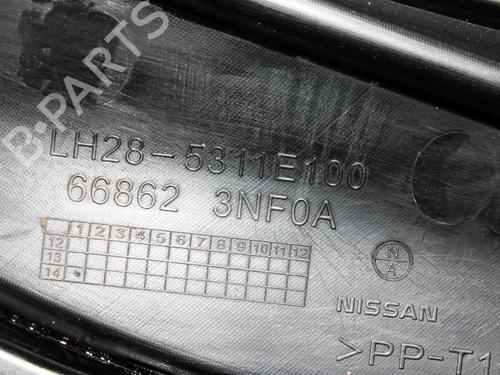 B-PARTS
LH28-5311E100
66862 3NF0A
1 2 3 4 5 6 7 8 9 10 11 12
12
13
14
N
A
NISSAN
>PP-T1